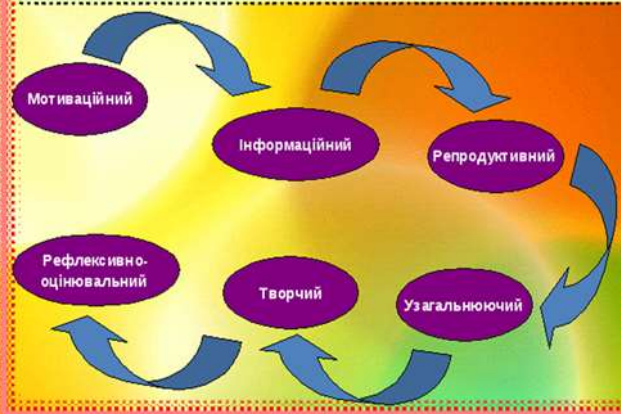 Мотиваційний
Інформаційний
Репродуктивний
Узагальнюючий
Творчий
Рефлексивно-
оцінювальний